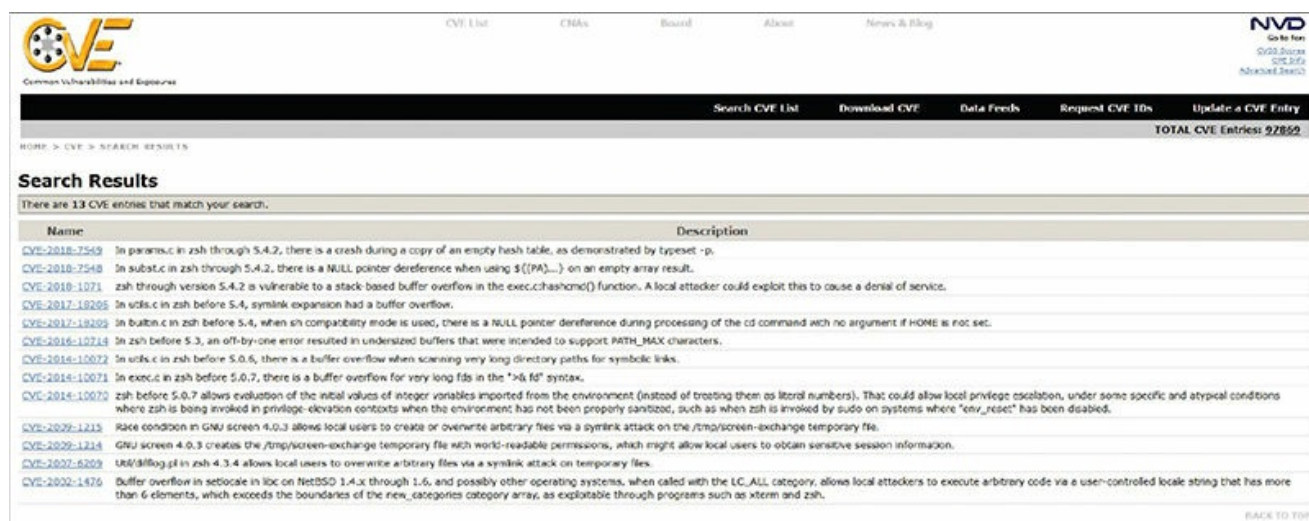 CVE
Common Vulnerabilities and Exposures
CVE List CNAs Board About News & Blog
NVD
Go to for:
CVSS Scores
CPE Info
Advanced Search
Search CVE List Download CVE Data Feeds Request CVE IDs Update a CVE Entry
TOTAL CVE Entries: 97869
HOME > CVE > SEARCH RESULTS
Search Results
There are 13 CVE entries that match your search.
Name Description
CVE-2018-7549 In params.c in zsh through 5.4.2, there is a crash during a copy of an empty hash table, as demonstrated by typeset -p.
CVE-2018-7548 In subst.c in zsh through 5.4.2, there is a NULL pointer dereference when using ${(PA)...} on an empty array result.
CVE-2018-1071 zsh through version 5.4.2 is vulnerable to a stack-based buffer overflow in the exec.c:hashcmd() function. A local attacker could exploit this to cause a denial of service.
CVE-2017-18206 In utils.c in zsh before 5.4, symlink expansion had a buffer overflow.
CVE-2017-18205 In builtin.c in zsh before 5.4, when sh compatibility mode is used, there is a NULL pointer dereference during processing of the cd command with no argument if HOME is not set.
CVE-2016-10714 In zsh before 5.3, an off-by-one error resulted in undersized buffers that were intended to support PATH_MAX characters.
CVE-2014-10072 In utils.c in zsh before 5.0.6, there is a buffer overflow when scanning very long directory paths for symbolic links.
CVE-2014-10071 In exec.c in zsh before 5.0.7, there is a buffer overflow for very long fds in the ">& fd" syntax.
CVE-2014-10070 zsh before 5.0.7 allows evaluation of the initial values of integer variables imported from the environment (instead of treating them as literal numbers). That could allow local privilege escalation, under some specific and atypical conditions
where zsh is being invoked in privilege-elevation contexts when the environment has not been properly sanitized, such as when zsh is invoked by sudo on systems where "env_reset" has been disabled.
CVE-2009-1215 Race condition in GNU screen 4.0.3 allows local users to create or overwrite arbitrary files via a symlink attack on the /tmp/screen-exchange temporary file.
CVE-2009-1214 GNU screen 4.0.3 creates the /tmp/screen-exchange temporary file with world-readable permissions, which might allow local users to obtain sensitive session information.
CVE-2007-6209 Util/difflog.pl in zsh 4.3.4 allows local users to overwrite arbitrary files via a symlink attack on temporary files.
CVE-2002-1476 Buffer overflow in setlocale in libc on NetBSD 1.4.x through 1.6, and possibly other operating systems, when called with the LC_ALL category, allows local attackers to execute arbitrary code via a user-controlled locale string that has more
than 6 elements, which exceeds the boundaries of the new_categories category array, as exploitable through programs such as xterm and zsh.
BACK TO TOP